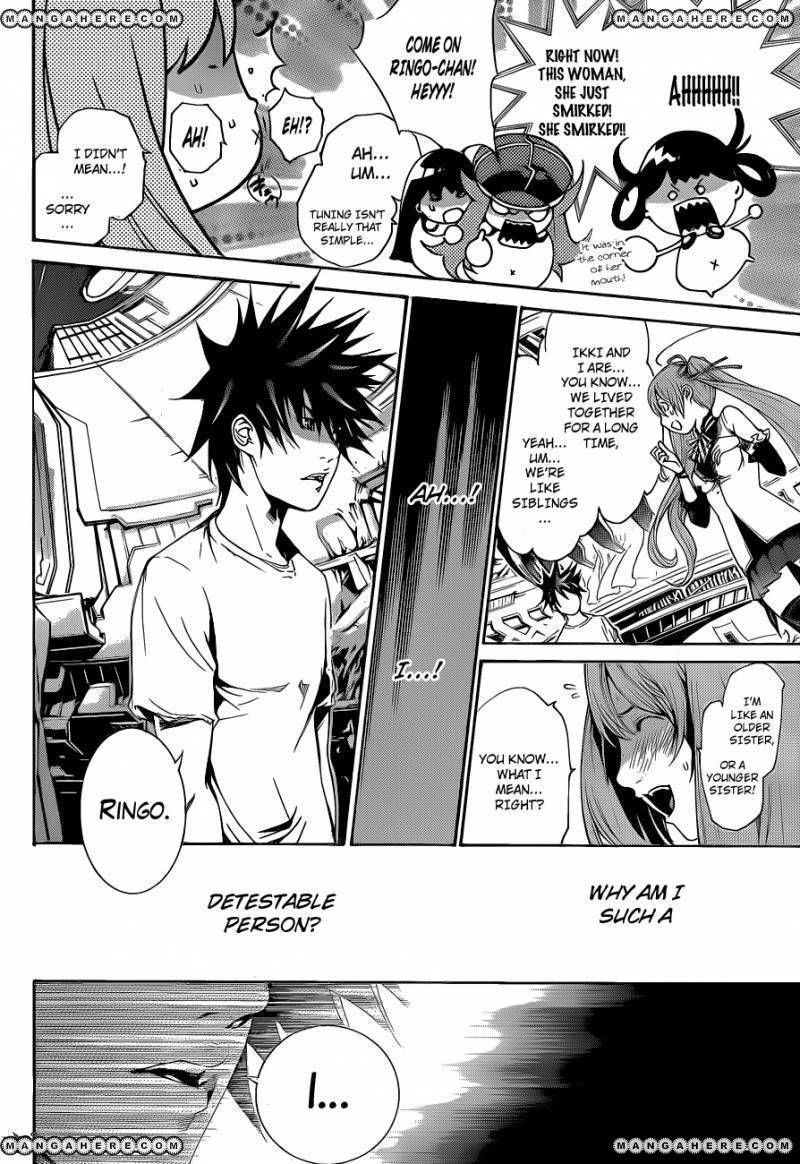 MANGAHERE.COM
MANGAHERE.COM
AHHHHH!!
RIGHT NOW!
THIS WOMAN,
SHE JUST
SMIRKED!
SHE SMIRKED!!
It was in
the corner
of her
mouth!
COME ON
RINGO-CHAN!
HEYYY!
AH...
UM...
TUNING ISN'T
REALLY THAT
SIMPLE...
EH!?
AH!
I DIDN'T
MEAN...!
...
SORRY
...
IKKI AND
I ARE...
YOU KNOW...
WE LIVED
TOGETHER
FOR A LONG
TIME,
YEAH...
UM...
WE'RE
LIKE
SIBLINGS
...
I'M
LIKE AN
OLDER
SISTER,
OR A
YOUNGER
SISTER!
YOU KNOW...
WHAT I
MEAN...
RIGHT?
AH...!
I...!
RINGO.
WHY AM I
SUCH A
DETESTABLE
PERSON?
I...
MANGAHERE.COM
MANGAHERE.COM